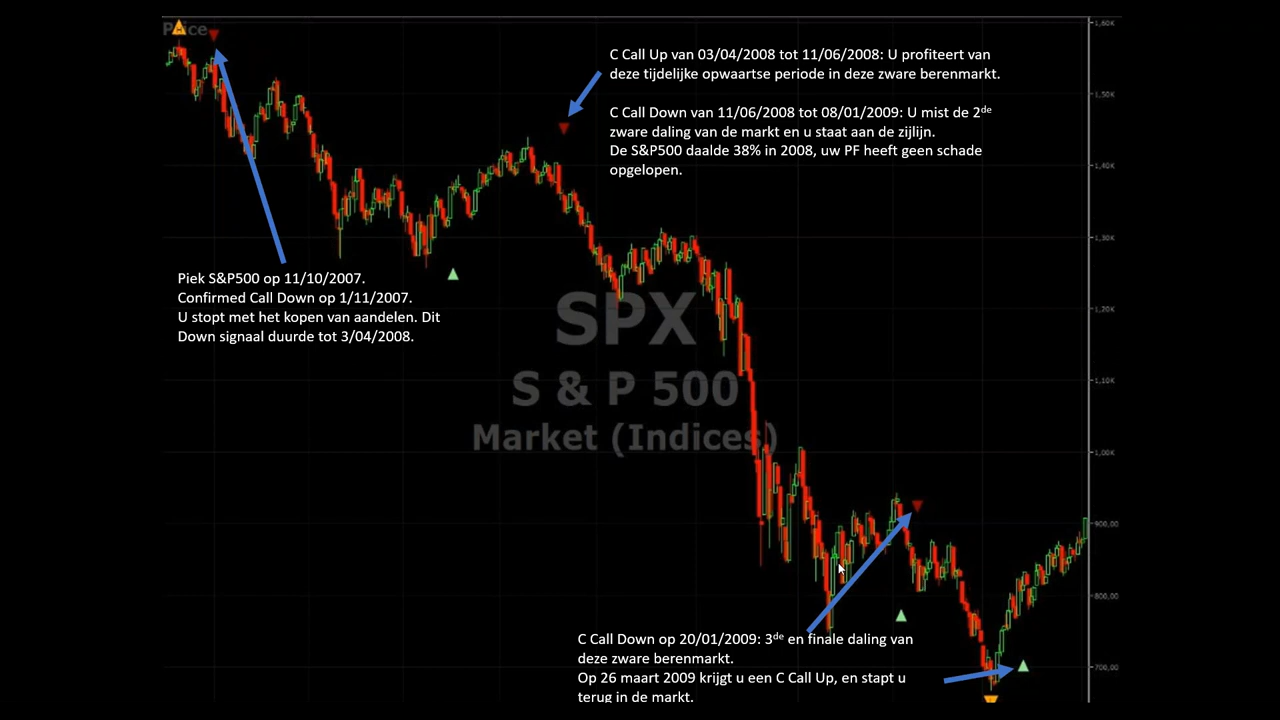 Price
C Call Up van 03/04/2008 tot 11/06/2008: U profiteert van
deze tijdelijke opwaartse periode in deze zware berenmarkt.
C Call Down van 11/06/2008 tot 08/01/2009: U mist de 2de
zware daling van de markt en u staat aan de zijlijn.
De S&P500 daalde 38% in 2008, uw PF heeft geen schade
opgelopen.
Piek S&P500 op 11/10/2007.
Confirmed Call Down op 1/11/2007.
U stopt met het kopen van aandelen. Dit
Down signaal duurde tot 3/04/2008.
SPX
S & P 500
Market (Indices)
C Call Down op 20/01/2009: 3de en finale daling van
deze zware berenmarkt.
Op 26 maart 2009 krijgt u een C Call Up, en stapt u
terug in de markt.
1,60K
1,50K
1,40K
1,30K
1,20K
1,10K
1,00K
900,00
800,00
700,00